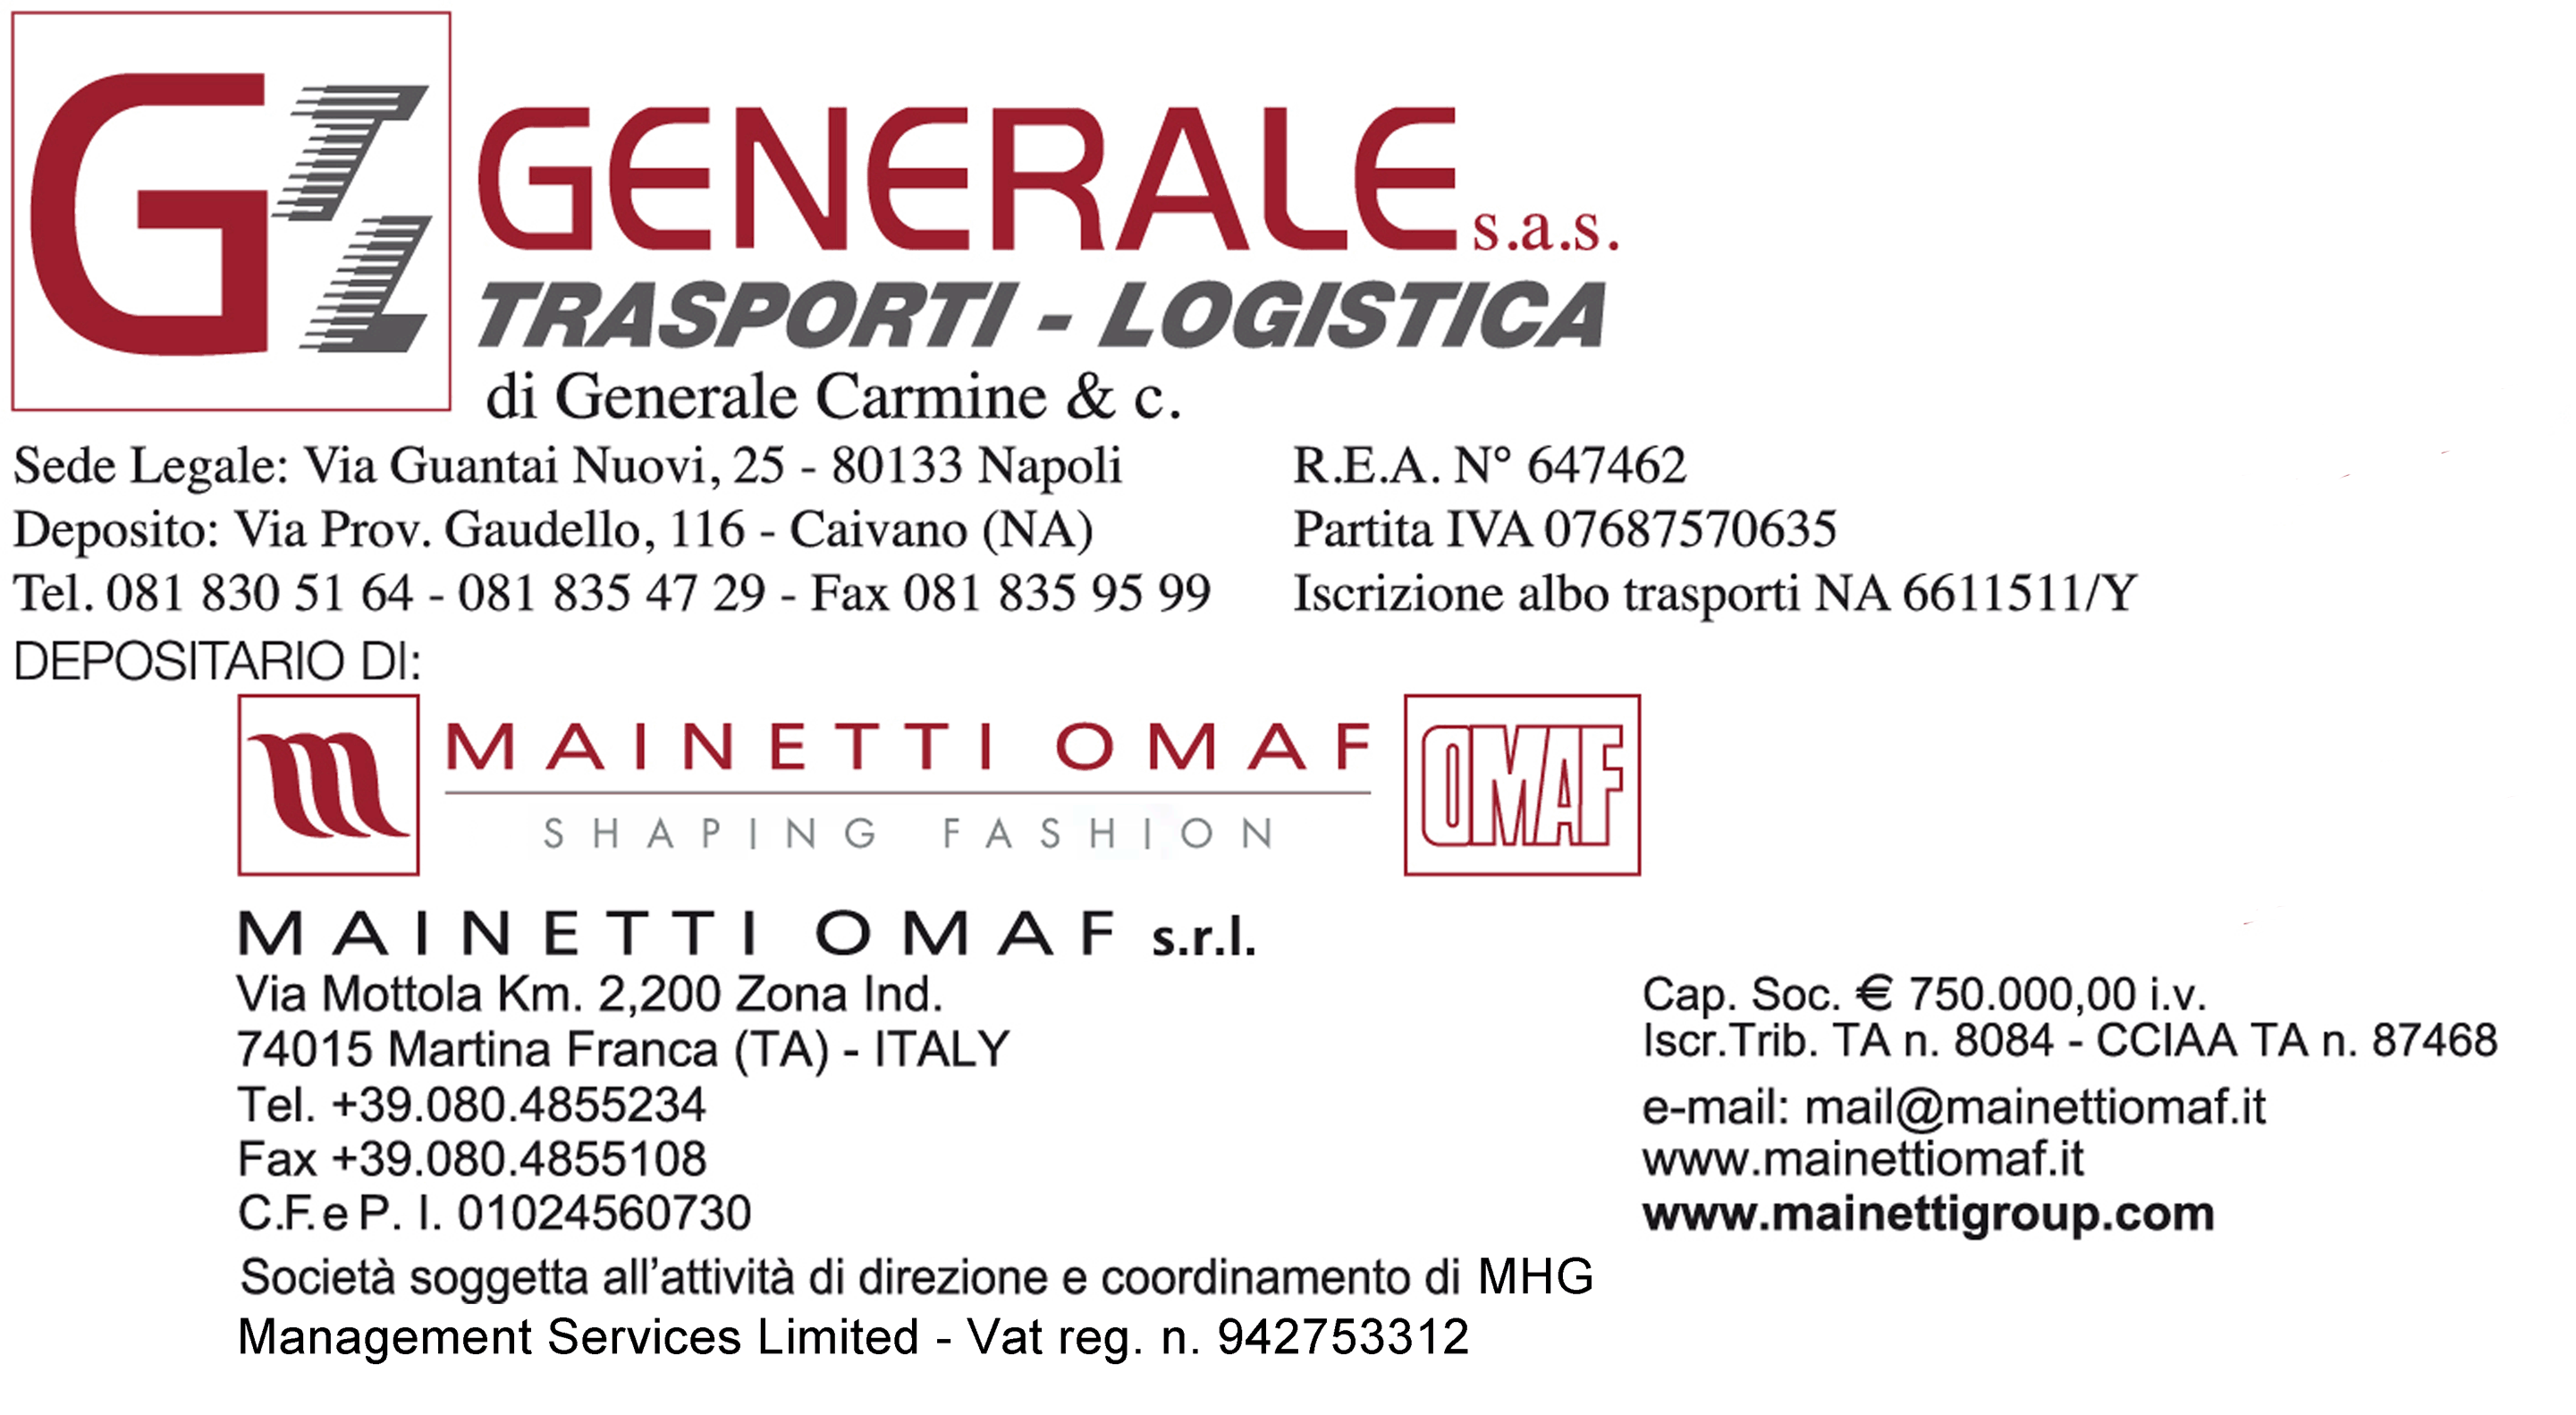 GTL
GENERALE s.a.s.
TRASPORTI - LOGISTICA
di Generale Carmine & c.
Sede Legale: Via Guantai Nuovi, 25 - 80133 Napoli
Deposito: Via Prov. Gaudello, 116 - Caivano (NA)
Tel. 081 830 51 64 - 081 835 47 29 - Fax 081 835 95 99
R.E.A. N° 647462
Partita IVA 07687570635
Iscrizione albo trasporti NA 6611511/Y
DEPOSITARIO DI:
m
MAINETTI OMAF
SHAPING FASHION
OMAF
MAINETTI OMAF s.r.l.
Via Mottola Km. 2,200 Zona Ind.
74015 Martina Franca (TA) - ITALY
Tel. +39.080.4855234
Fax +39.080.4855108
C.F. e P. I. 01024560730
Cap. Soc. € 750.000,00 i.v.
Iscr.Trib. TA n. 8084 - CCIAA TA n. 87468
e-mail: mail@mainettiomaf.it
www.mainettiomaf.it
www.mainettigroup.com
Società soggetta all’attività di direzione e coordinamento di MHG
Management Services Limited - Vat reg. n. 942753312